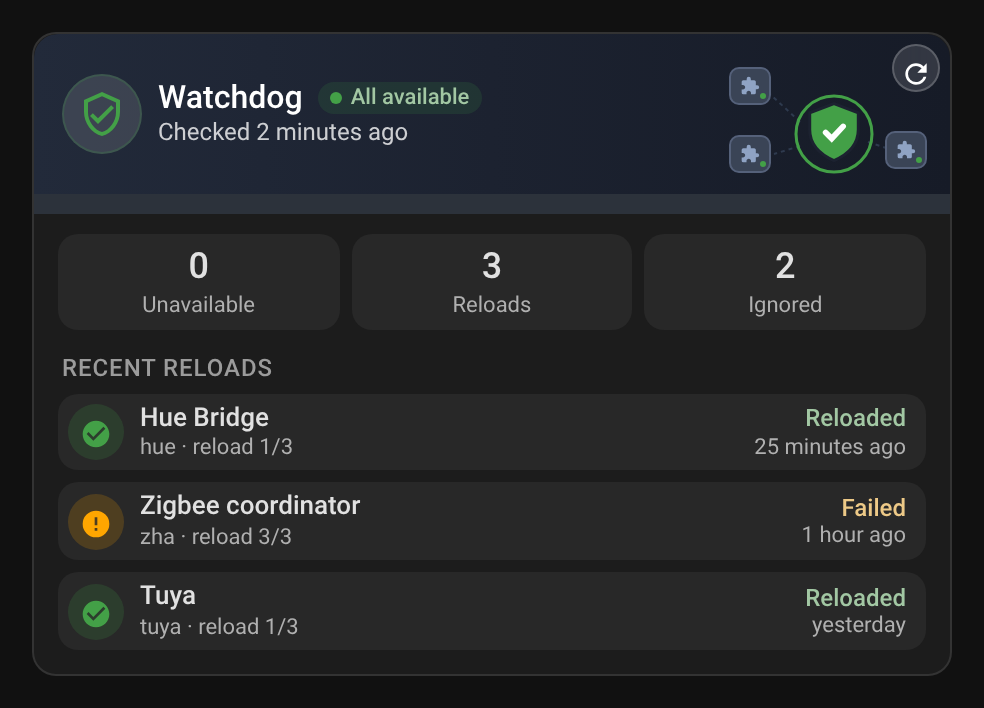 Watchdog
All available
Checked 2 minutes ago
0
Unavailable
3
Reloads
2
Ignored
RECENT RELOADS
Hue Bridge
Reloaded
hue · reload 1/3
25 minutes ago
Zigbee coordinator
Failed
zha · reload 3/3
1 hour ago
Tuya
Reloaded
tuya · reload 1/3
yesterday